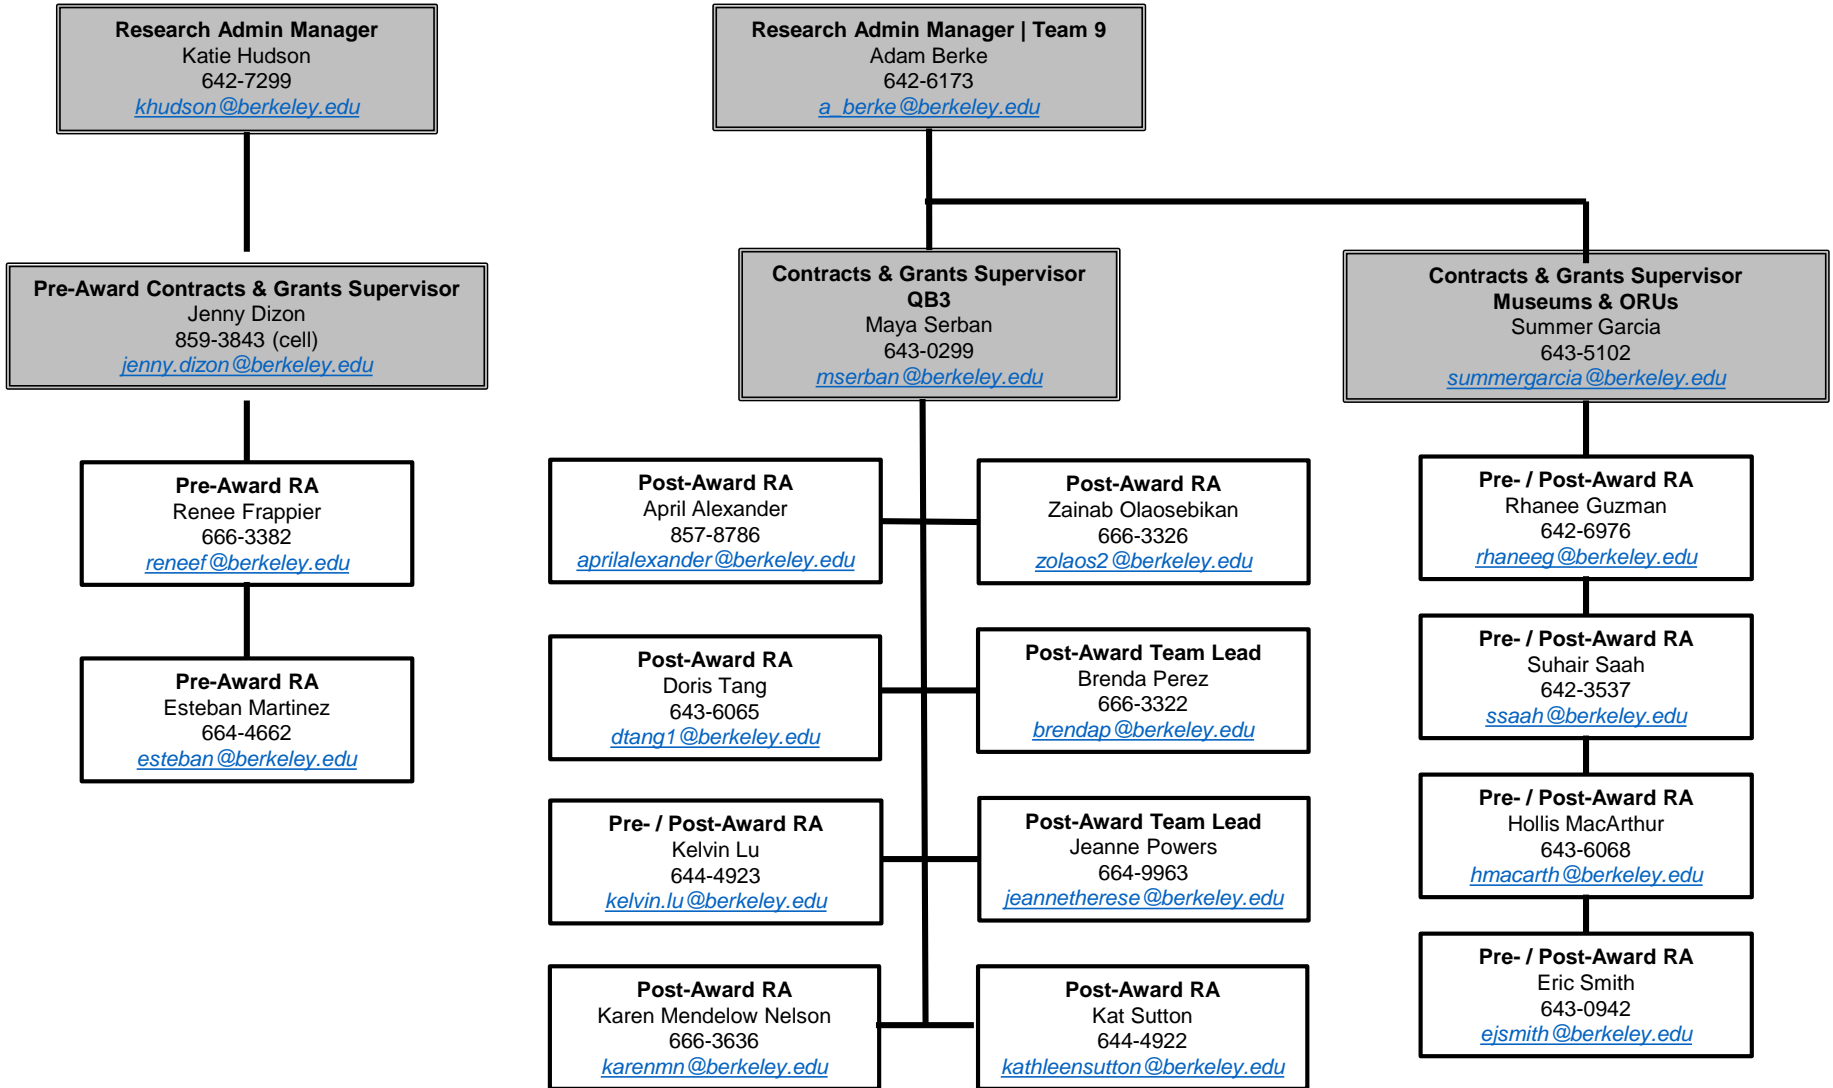 Research Admin Manager
Katie Hudson
642-7299
khudson@berkeley.edu
Research Admin Manager | Team 9
Adam Berke
642-6173
a_berke@berkeley.edu
Pre-Award Contracts & Grants Supervisor
Jenny Dizon
859-3843 (cell)
jenny.dizon@berkeley.edu
Contracts & Grants Supervisor
QB3
Maya Serban
643-0299
mserban@berkeley.edu
Contracts & Grants Supervisor
Museums & ORUs
Summer Garcia
643-5102
summergarcia@berkeley.edu
Pre-Award RA
Renee Frappier
666-3382
reneef@berkeley.edu
Pre-Award RA
Esteban Martinez
664-4662
esteban@berkeley.edu
Post-Award RA
April Alexander
857-8786
aprilalexander@berkeley.edu
Post-Award RA
Zainab Olaosebikan
666-3326
zolaos2@berkeley.edu
Post-Award RA
Doris Tang
643-6065
dtang1@berkeley.edu
Post-Award Team Lead
Brenda Perez
666-3322
brendap@berkeley.edu
Pre- / Post-Award RA
Kelvin Lu
644-4923
kelvin.lu@berkeley.edu
Post-Award Team Lead
Jeanne Powers
664-9963
jeannetherese@berkeley.edu
Post-Award RA
Karen Mendelow Nelson
666-3636
karenmn@berkeley.edu
Post-Award RA
Kat Sutton
644-4922
kathleensutton@berkeley.edu
Pre- / Post-Award RA
Rhanee Guzman
642-6976
rhaneeg@berkeley.edu
Pre- / Post-Award RA
Suhair Saah
642-3537
ssaah@berkeley.edu
Pre- / Post-Award RA
Hollis MacArthur
643-6068
hmacarth@berkeley.edu
Pre- / Post-Award RA
Eric Smith
643-0942
ejsmith@berkeley.edu